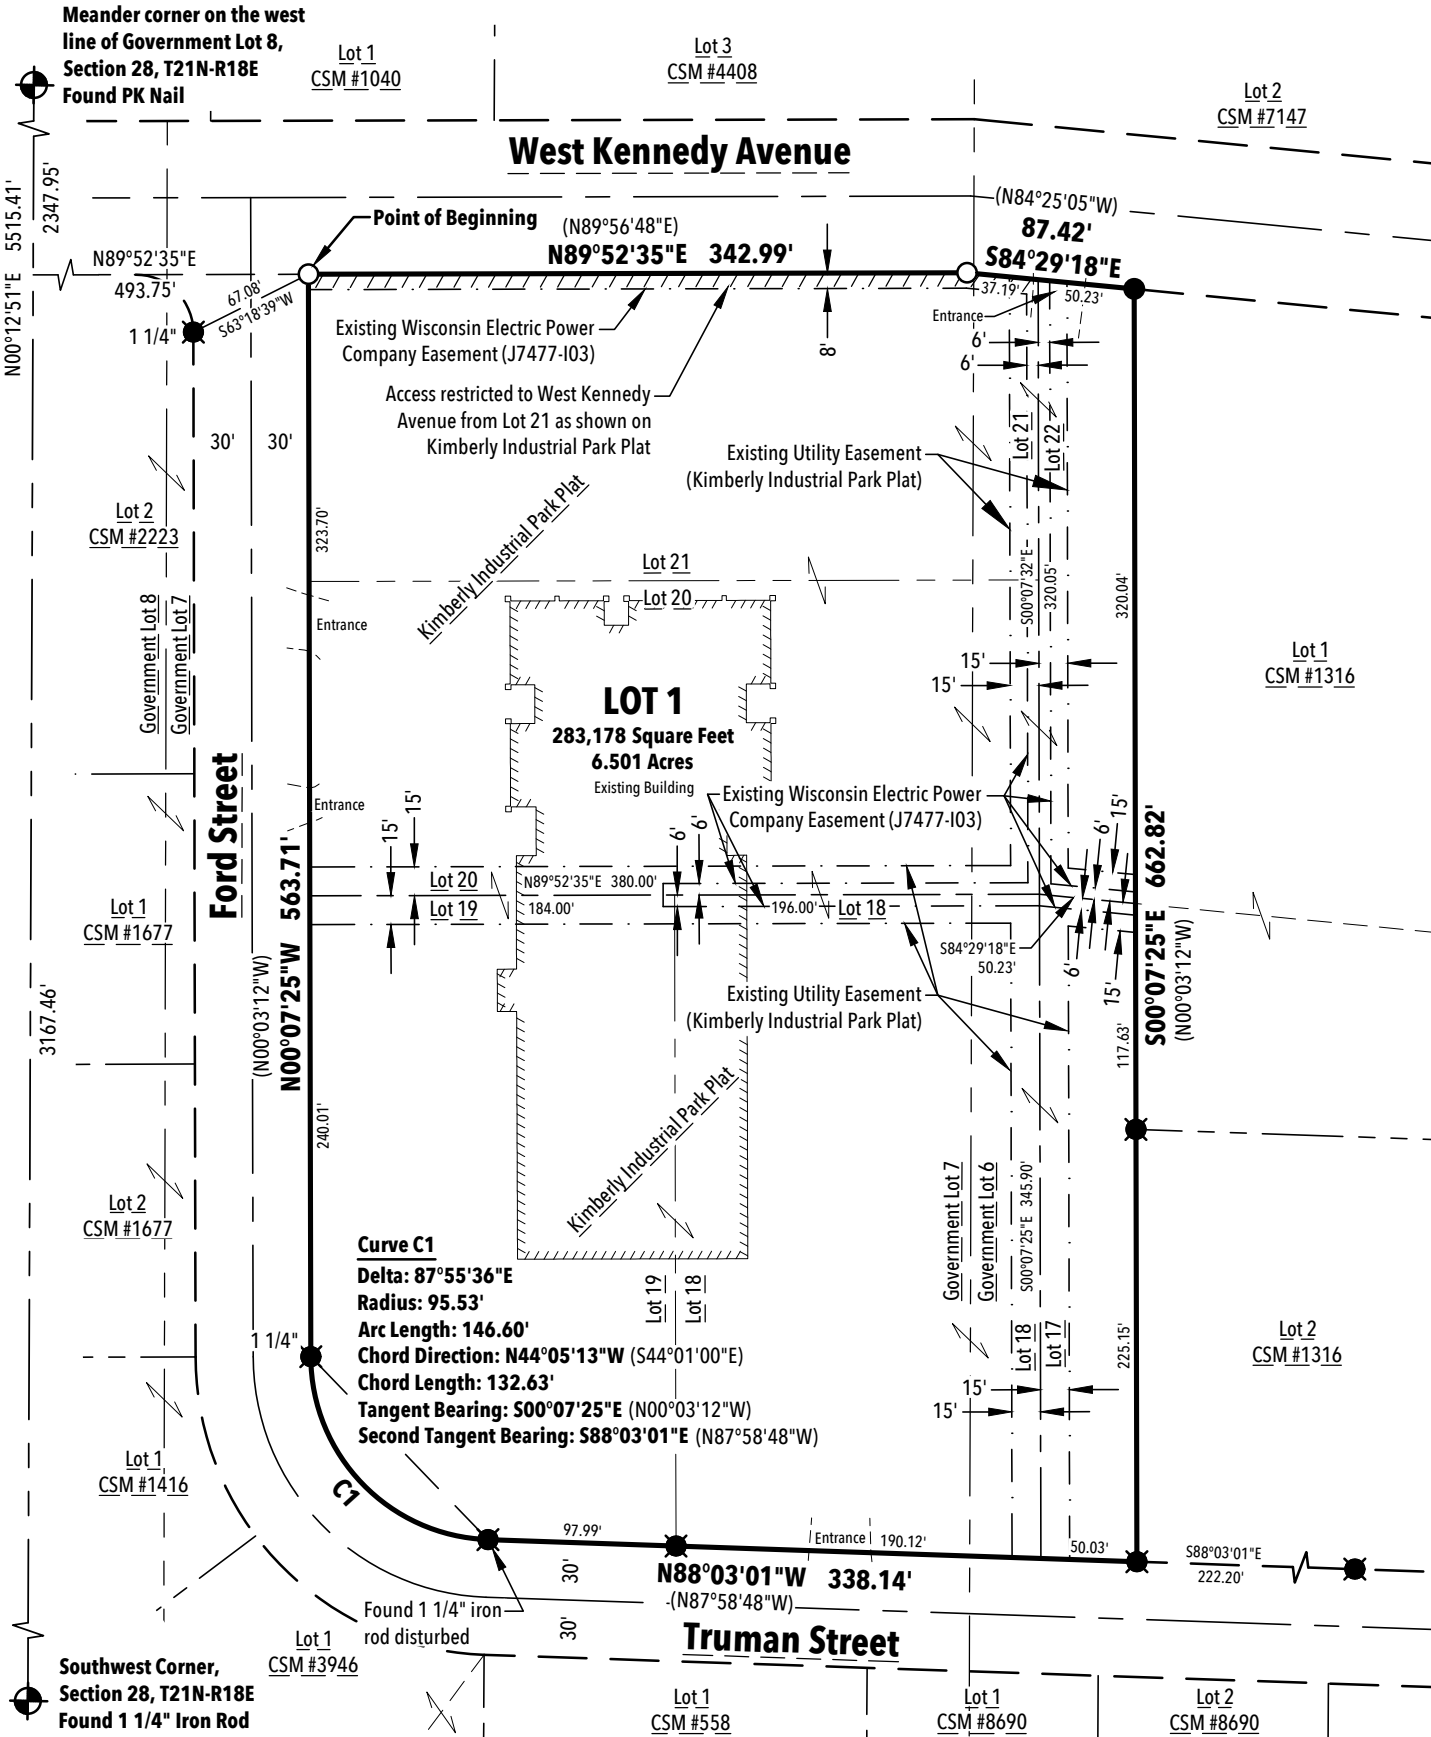 Meander corner on the west
line of Government Lot 8,
Section 28, T21N-R18E
Found PK Nail
Lot 1
CSM #1040
Lot 3
CSM #4408
Lot 2
CSM #7147
West Kennedy Avenue
N00°12'51"E 5515.41'
2347.95'
3167.46'
Point of Beginning
(N89°56'48"E)
N89°52'35"E 342.99'
(N84°25'05"W)
87.42'
S84°29'18"E
N89°52'35"E
493.75'
67.08'
S63°18'39"W
1 1/4"
37.19'
50.23'
Entrance
6'
6'
8'
Existing Wisconsin Electric Power
Company Easement (J7477-I03)
Access restricted to West Kennedy
Avenue from Lot 21 as shown on
Kimberly Industrial Park Plat
30'
30'
Existing Utility Easement
(Kimberly Industrial Park Plat)
Lot 21
Lot 22
Lot 2
CSM #2223
323.70'
Kimberly Industrial Park Plat
Lot 21
Lot 20
S00°07'32"E
320.05'
320.04'
Government Lot 8
Government Lot 7
Entrance
15'
15'
Lot 1
CSM #1316
LOT 1
283,178 Square Feet
6.501 Acres
Existing Building
Ford Street
Entrance
Existing Wisconsin Electric Power
Company Easement (J7477-I03)
15'
15'
6'
6'
6'
15'
Lot 20
N89°52'35"E 380.00'
Lot 19
184.00'
196.00'
Lot 18
S84°29'18"E
50.23'
6'
15'
Lot 1
CSM #1677
N00°07'25"W 563.71'
(N00°03'12"W)
S00°07'25"E 662.82'
(N00°03'12"W)
Existing Utility Easement
(Kimberly Industrial Park Plat)
117.63'
240.01'
Kimberly Industrial Park Plat
Lot 2
CSM #1677
Government Lot 7
Government Lot 6
S00°07'25"E 345.90'
Lot 19
Lot 18
Curve C1
Delta: 87°55'36"E
Radius: 95.53'
Arc Length: 146.60'
Chord Direction: N44°05'13"W (S44°01'00"E)
Chord Length: 132.63'
Tangent Bearing: S00°07'25"E (N00°03'12"W)
Second Tangent Bearing: S88°03'01"E (N87°58'48"W)
1 1/4"
Lot 18
Lot 17
225.15'
Lot 2
CSM #1316
15'
15'
Lot 1
CSM #1416
C1
97.99'
Entrance
190.12'
50.03'
S88°03'01"E
222.20'
30'
30'
N88°03'01"W 338.14'
(N87°58'48"W)
Found 1 1/4" iron
rod disturbed
Truman Street
Lot 1
CSM #3946
Southwest Corner,
Section 28, T21N-R18E
Found 1 1/4" Iron Rod
Lot 1
CSM #558
Lot 1
CSM #8690
Lot 2
CSM #8690